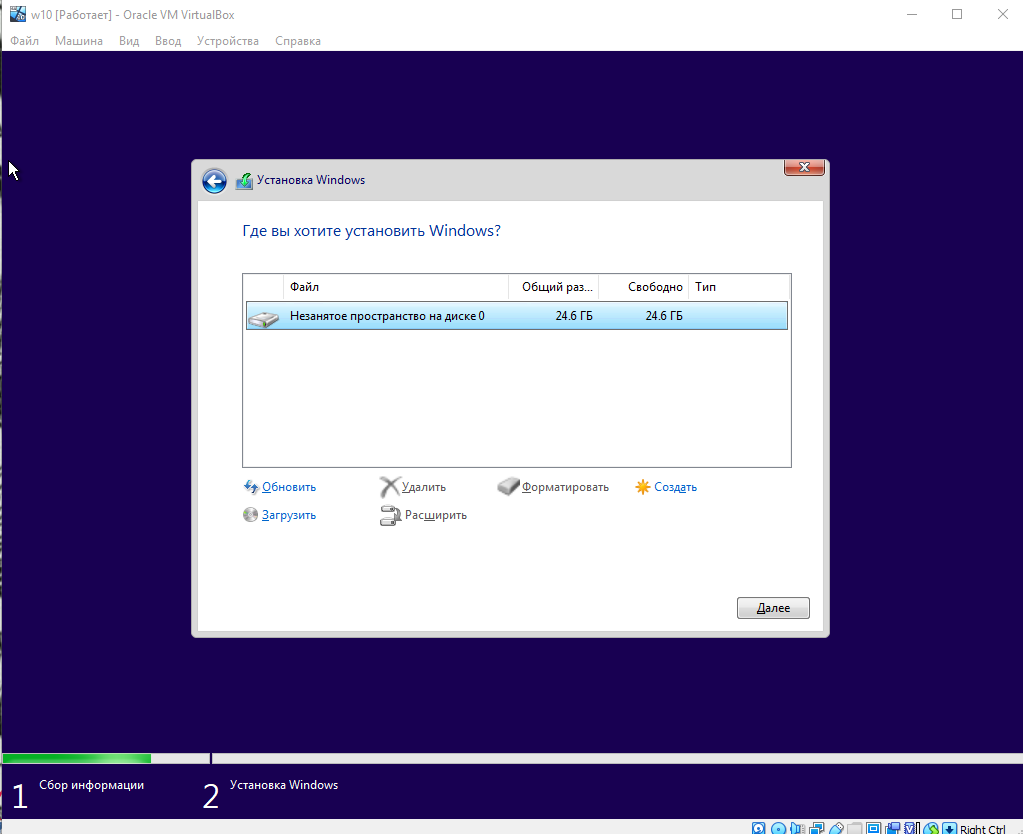 w10 [Работает] - Oracle VM VirtualBox
Файл Машина Вид Ввод Устройства Справка
Установка Windows
Где вы хотите установить Windows?
Файл Общий раз... Свободно Тип
Незанятое пространство на диске 0 24.6 ГБ 24.6 ГБ
Обновить Удалить Форматировать Создать
Загрузить Расширить
Далее
1 Сбор информации 2 Установка Windows
Right Ctrl